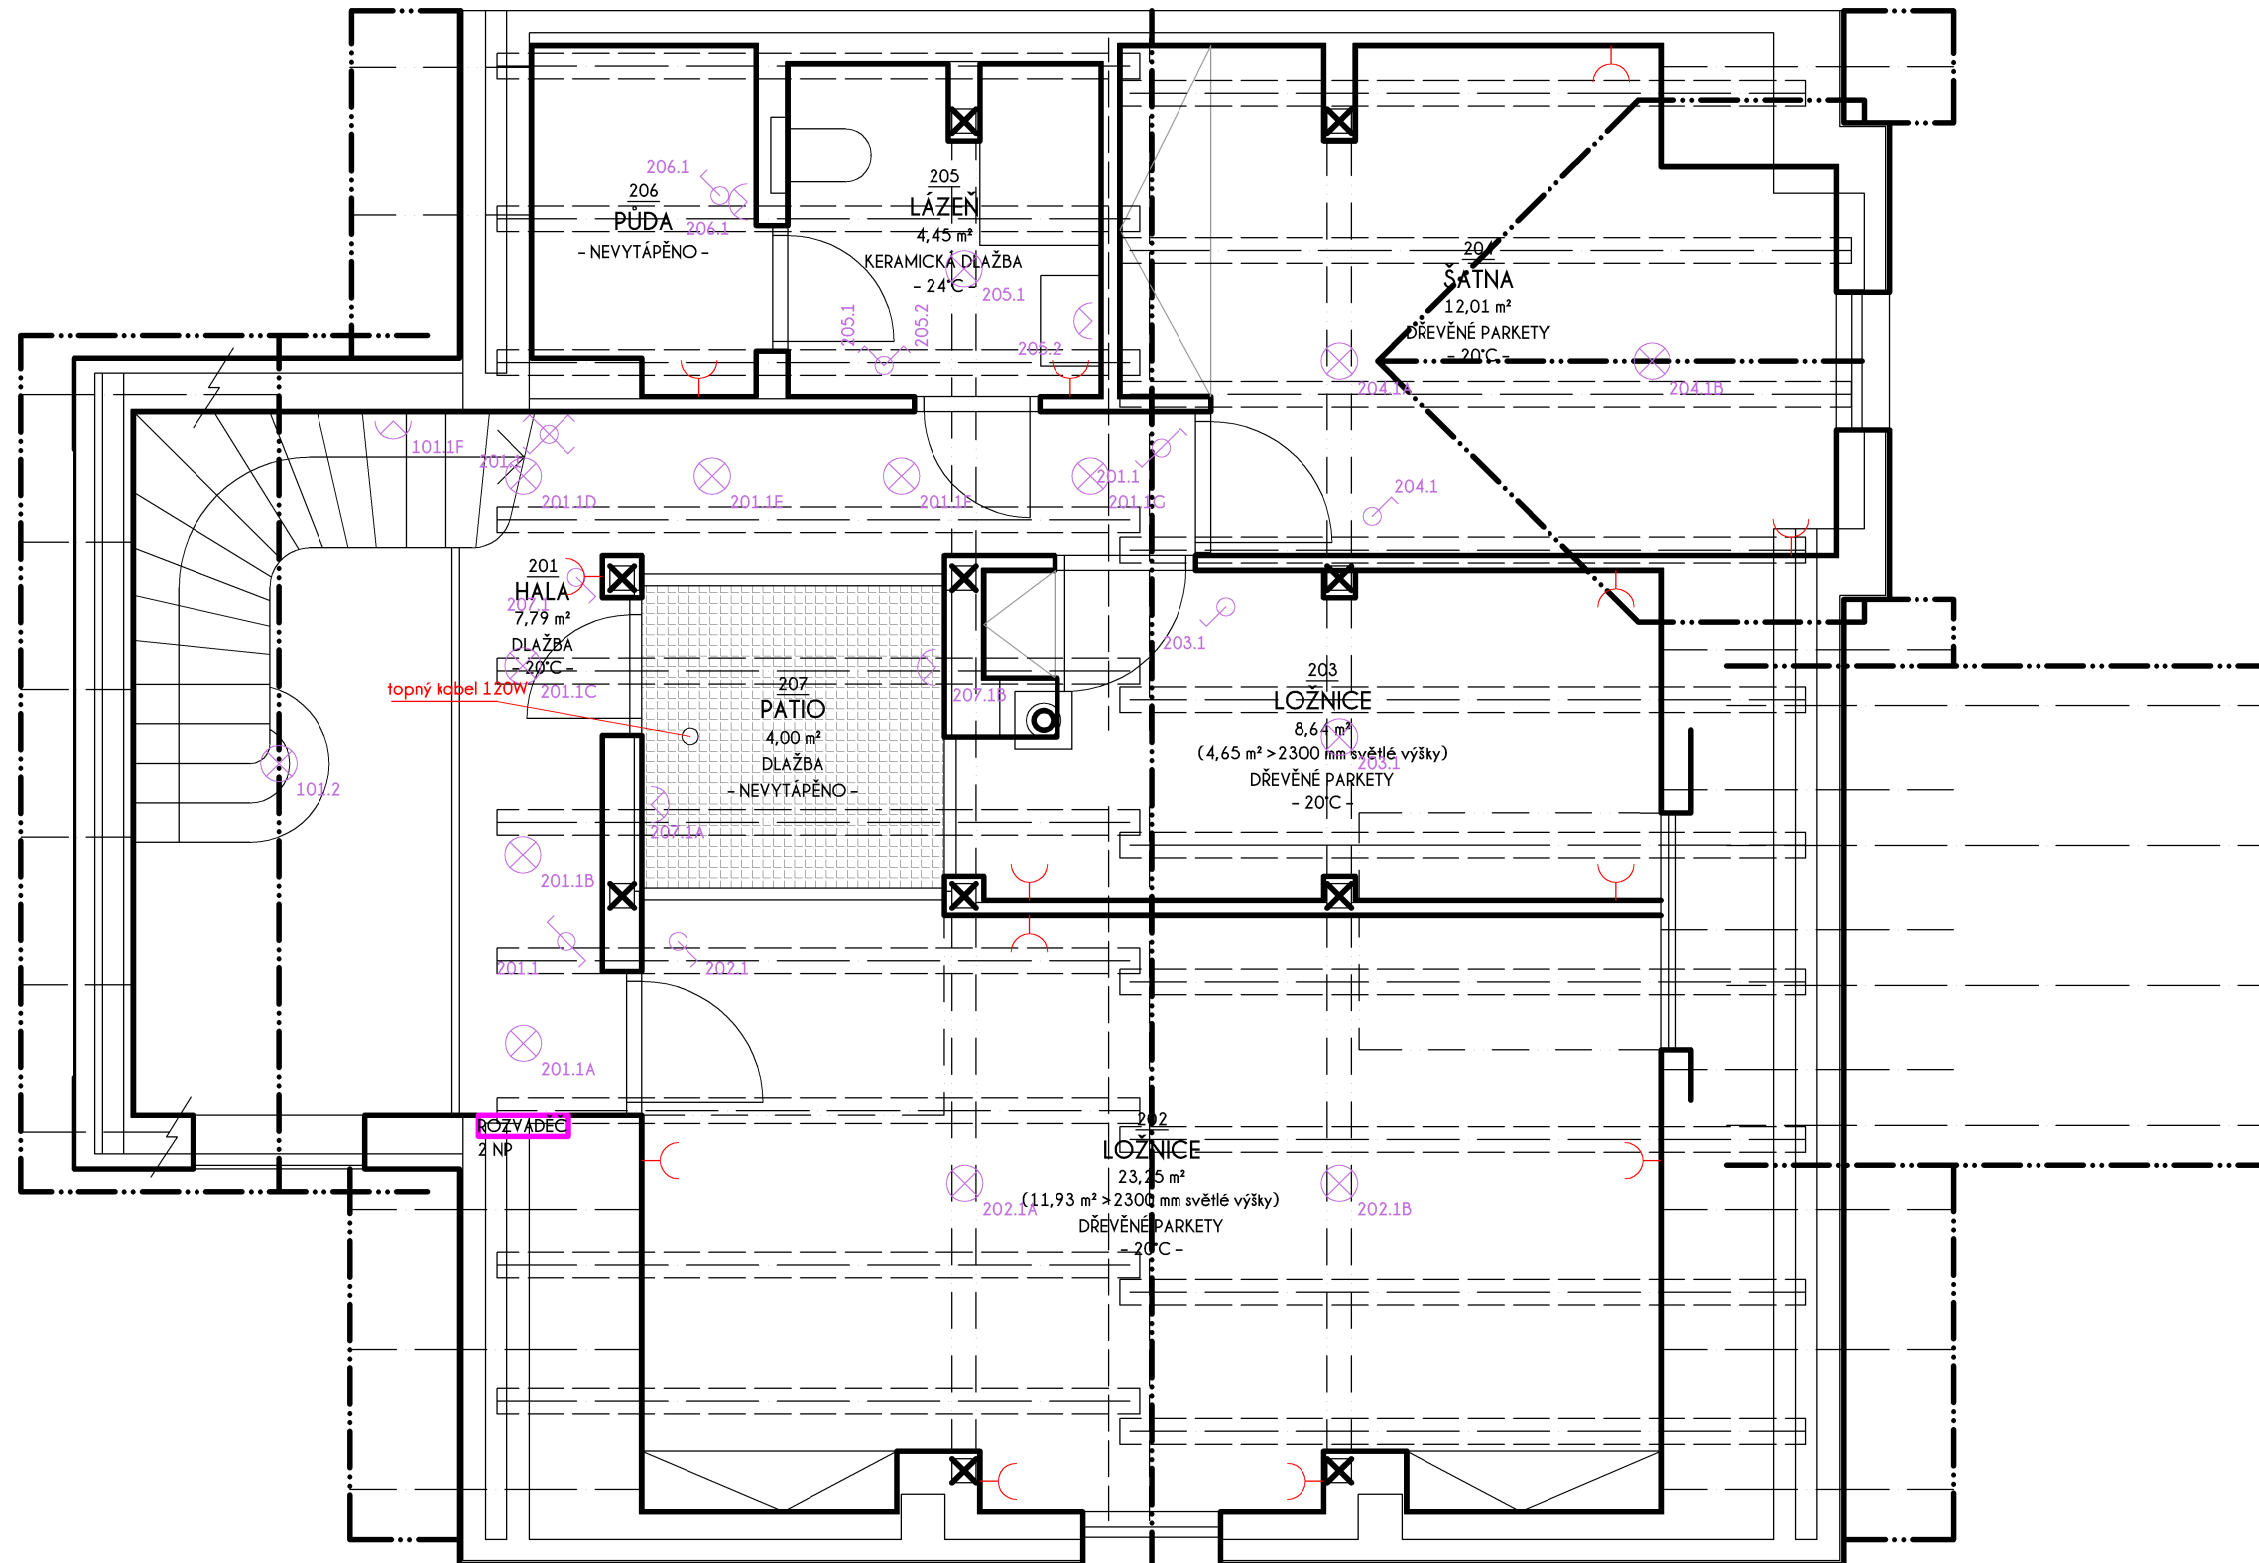 206.1
206
PŮDA
206.1
- NEVYTÁPĚNO -
205
LÁZEŇ
4,45 m²
KERAMICKÁ DLAŽBA
- 24°C -
205.1
205.1
205.2
205.2
204
ŠATNA
12,01 m²
DŘEVĚNÉ PARKETY
- 20°C -
204.1A
204.1B
101.1F
201.1
201.1D
201.1E
201.1F
201.1
201.1G
204.1
201
HALA
207.1
7,79 m²
DLAŽBA
- 20°C -
201.1C
topný kabel 120W
207
PATIO
4,00 m²
DLAŽBA
- NEVYTÁPĚNO -
207.1B
207.1A
203.1
203
LOŽNICE
8,64 m²
(4,65 m² >2300 mm světlé výšky)
203.1
DŘEVĚNÉ PARKETY
- 20°C -
101.2
201.1B
201.1
202.1
201.1A
ROZVADĚČ
2 NP
202
LOŽNICE
23,25 m²
(11,93 m² >2300 mm světlé výšky)
202.1A
202.1B
DŘEVĚNÉ PARKETY
- 20°C -